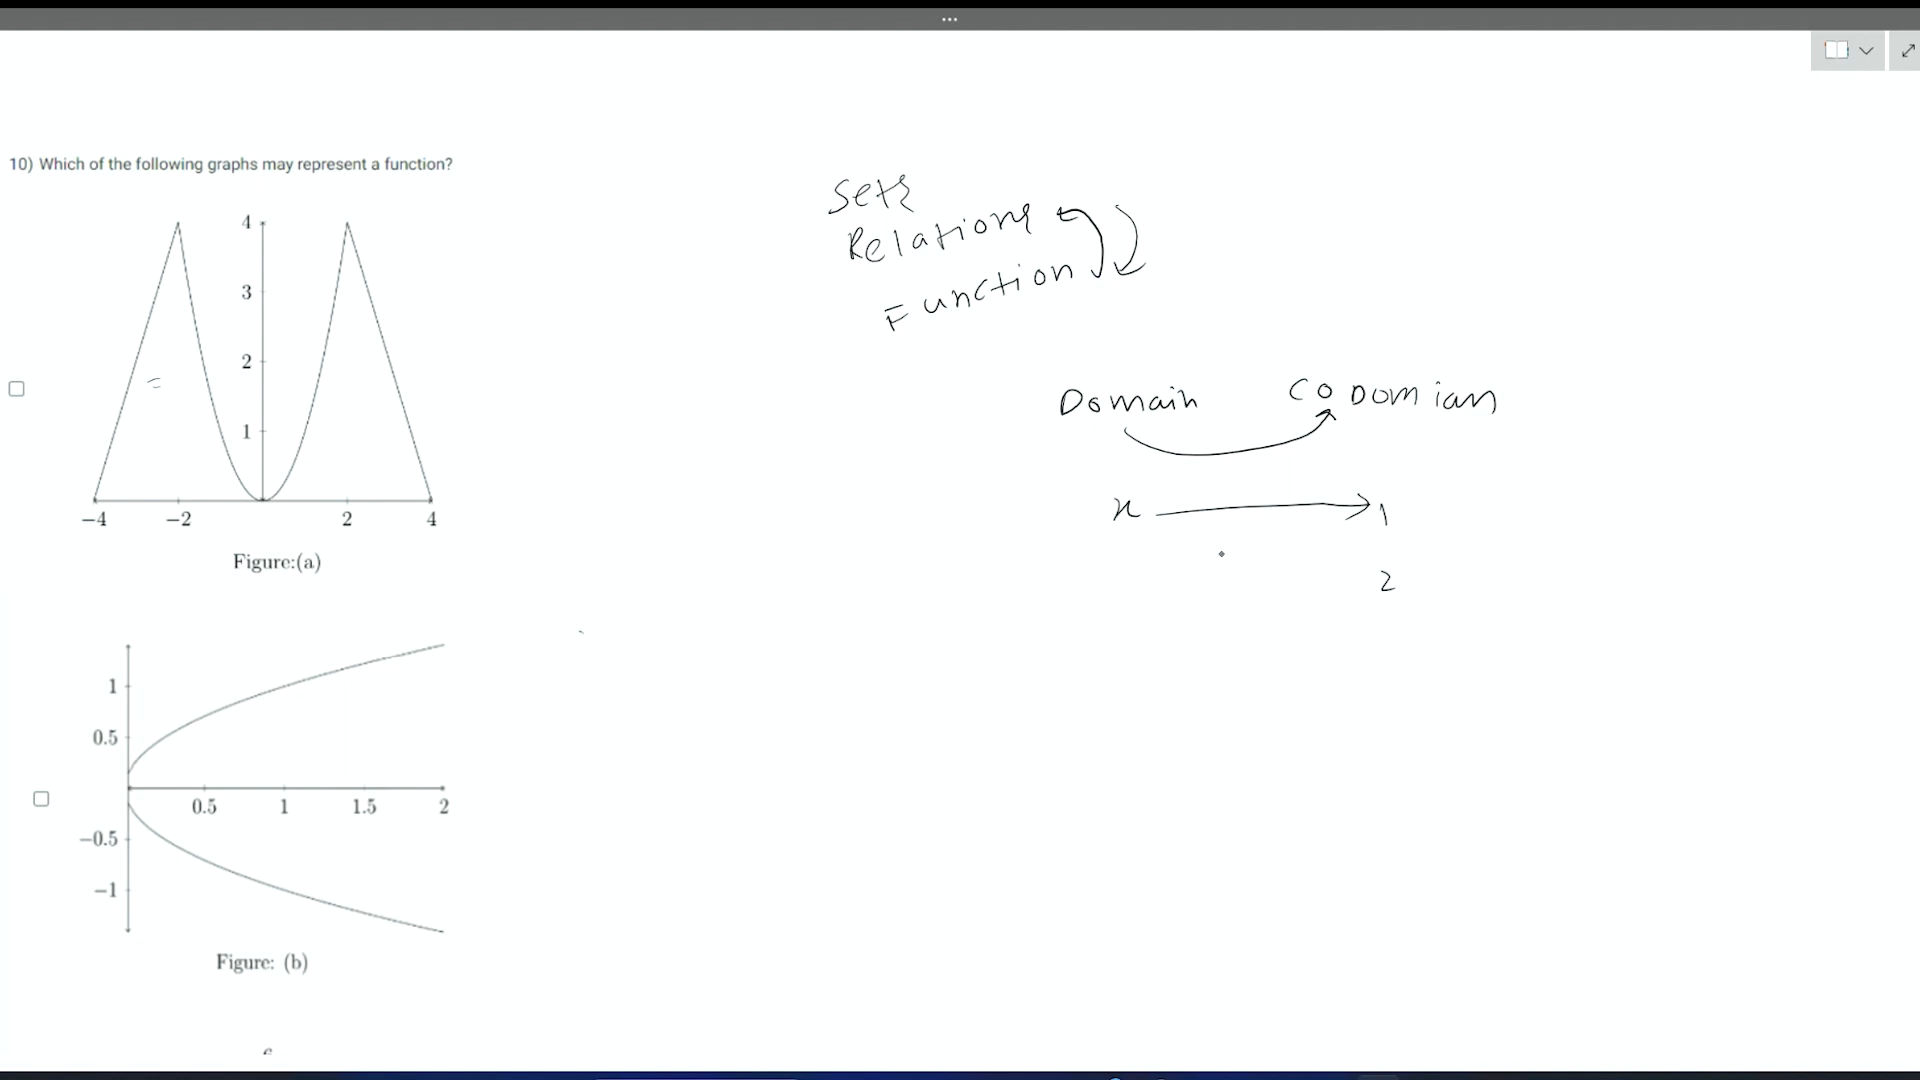 ...
10) Which of the following graphs may represent a function?
4
3
2
1
−4 −2 2 4
Figure:(a)
1
0.5
0.5 1 1.5 2
−0.5
−1
Figure: (b)
Sets
Relations
Function
Domain CO DOMian
x 1
2